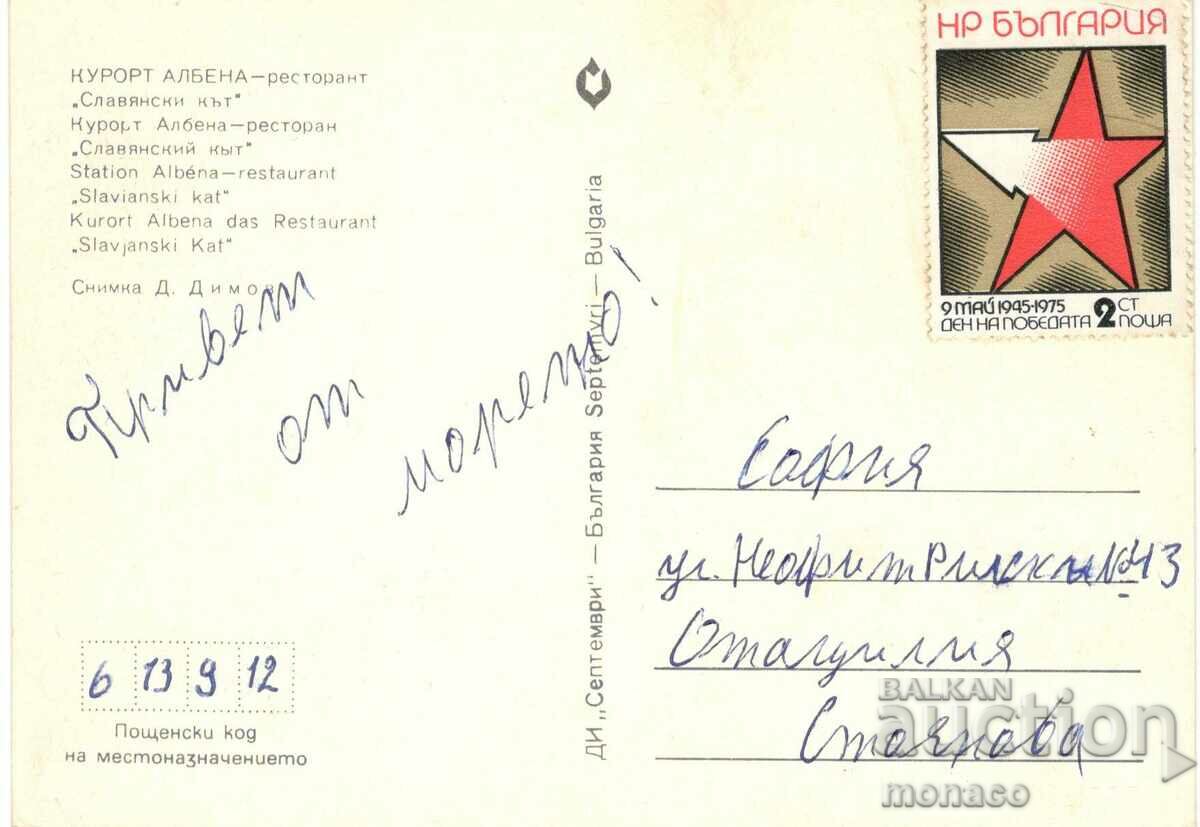 КУРОРТ АЛБЕНА—ресторант
„Славянски кът"
Курорт Албена—ресторан
„Славянский кыт"
Station Albéna—restaurant
„Slavianski kat"
Kurort Albena das Restaurant
„Slavjanski Kat"
Снимка Д. Димов
Привет
от
морето!
6 13 9 12
Пощенски код
на местоназначението
ДИ „Септември" — България Septemvri — Bulgaria
НР БЪЛГАРИЯ
9 МАЙ 1945-1975
ДЕН НА ПОБЕДАТА
2 СТ
ПОЩА
София
ул. Неофит Рилски №43
Стоянова
BALKAN
auction
monaco